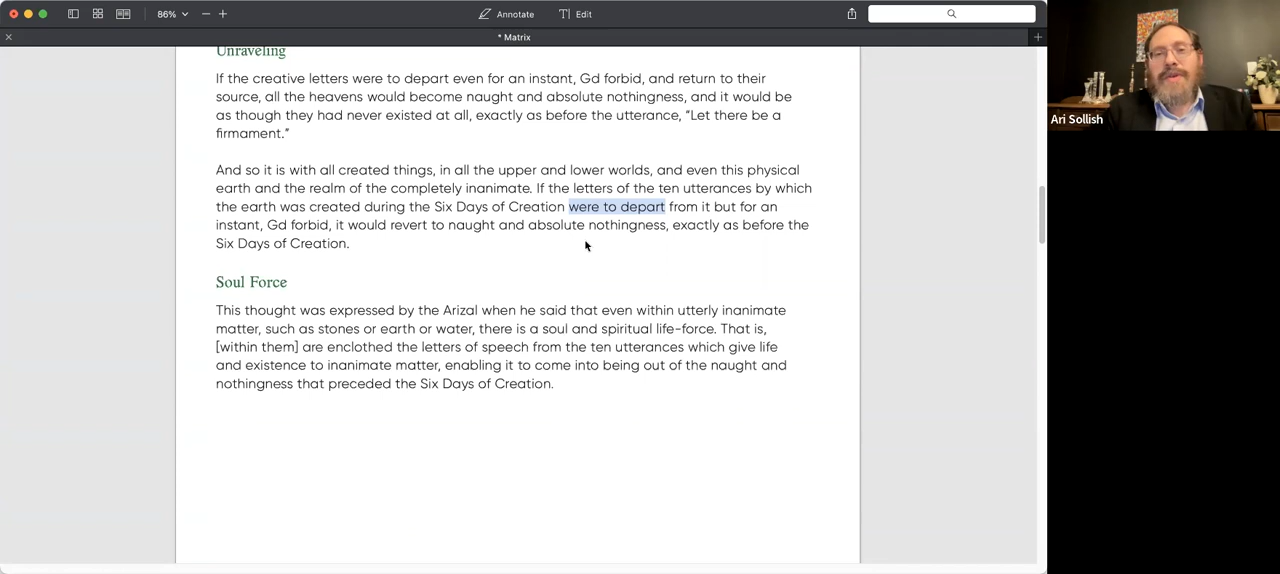 86%
Annotate
Edit
* Matrix
Unraveling
If the creative letters were to depart even for an instant, Gd forbid, and return to their
source, all the heavens would become naught and absolute nothingness, and it would be
as though they had never existed at all, exactly as before the utterance, “Let there be a
firmament.”
And so it is with all created things, in all the upper and lower worlds, and even this physical
earth and the realm of the completely inanimate. If the letters of the ten utterances by which
the earth was created during the Six Days of Creation were to depart from it but for an
instant, Gd forbid, it would revert to naught and absolute nothingness, exactly as before the
Six Days of Creation.
Soul Force
This thought was expressed by the Arizal when he said that even within utterly inanimate
matter, such as stones or earth or water, there is a soul and spiritual life-force. That is,
[within them] are enclothed the letters of speech from the ten utterances which give life
and existence to inanimate matter, enabling it to come into being out of the naught and
nothingness that preceded the Six Days of Creation.
Ari Sollish